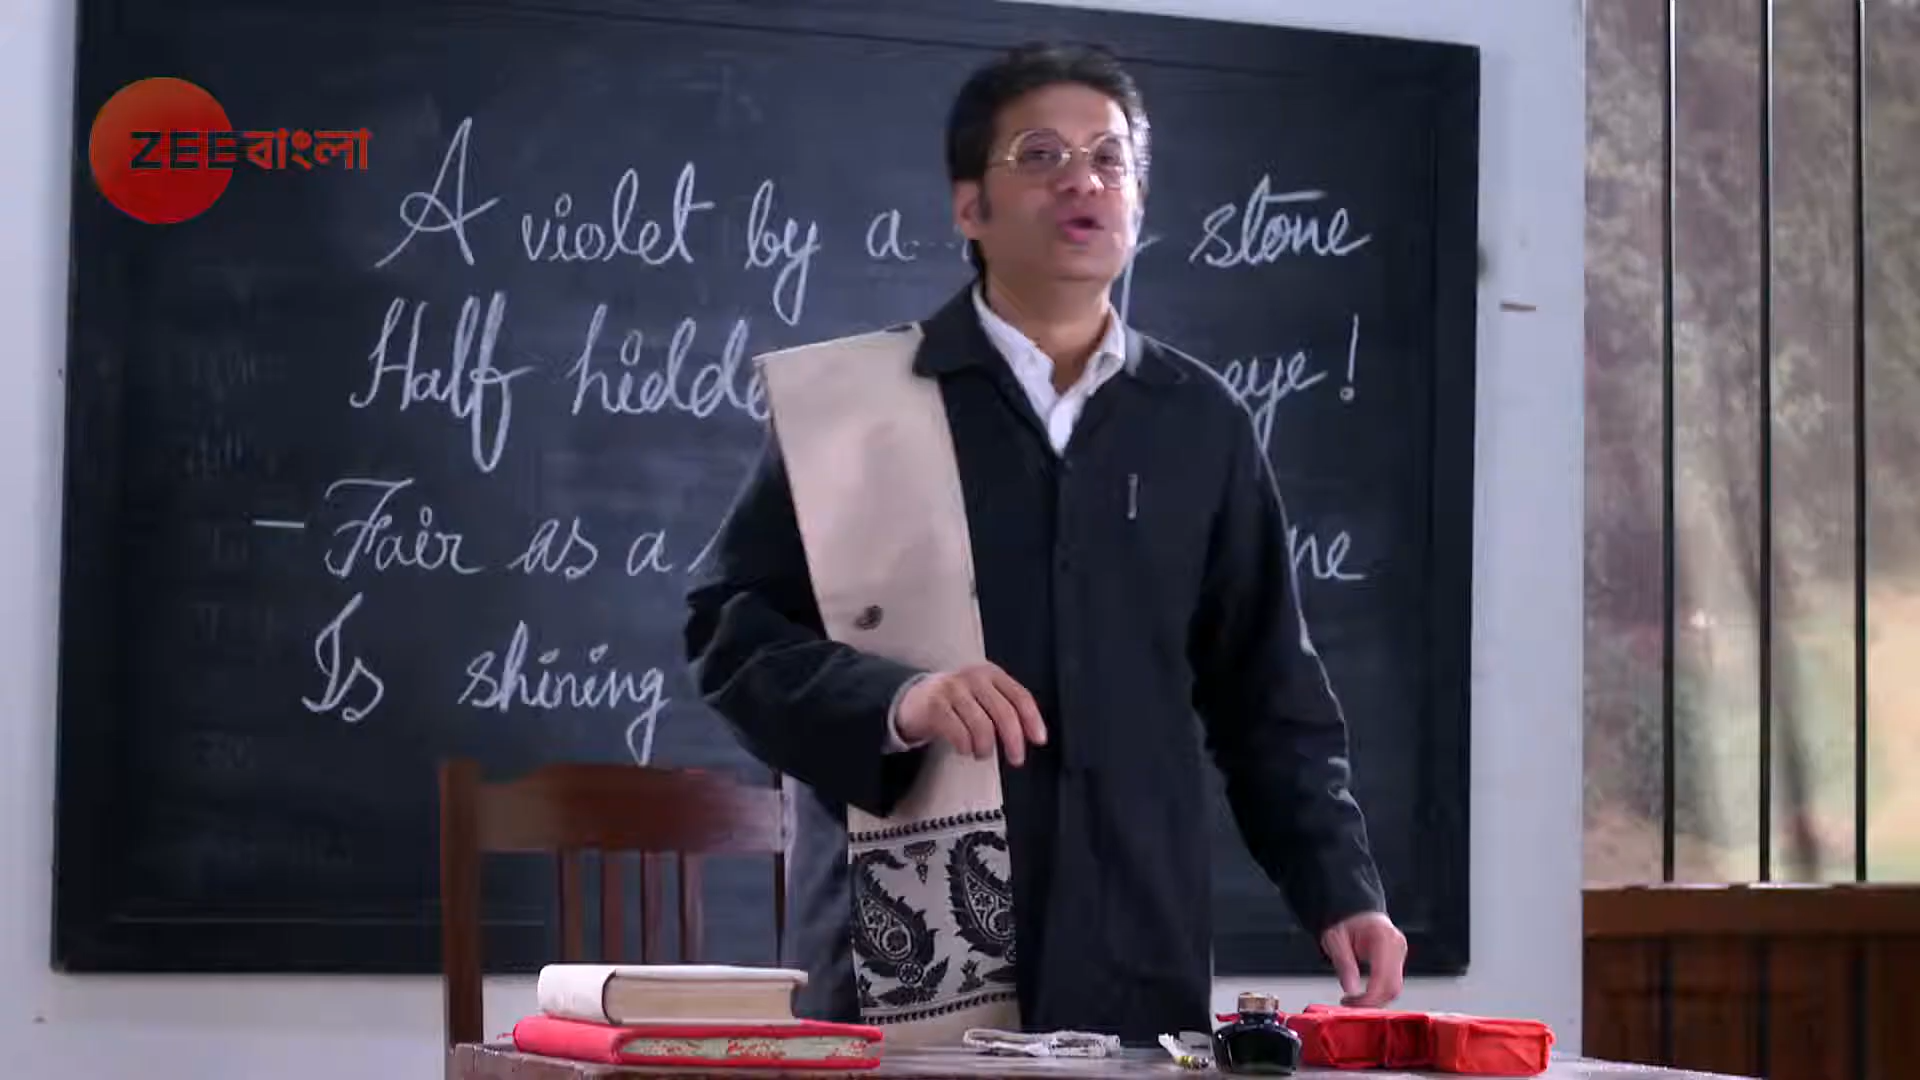 ZEEবাংলা
A violet by a stone
Half hidde eye!
– Fair as a ne
Is shining